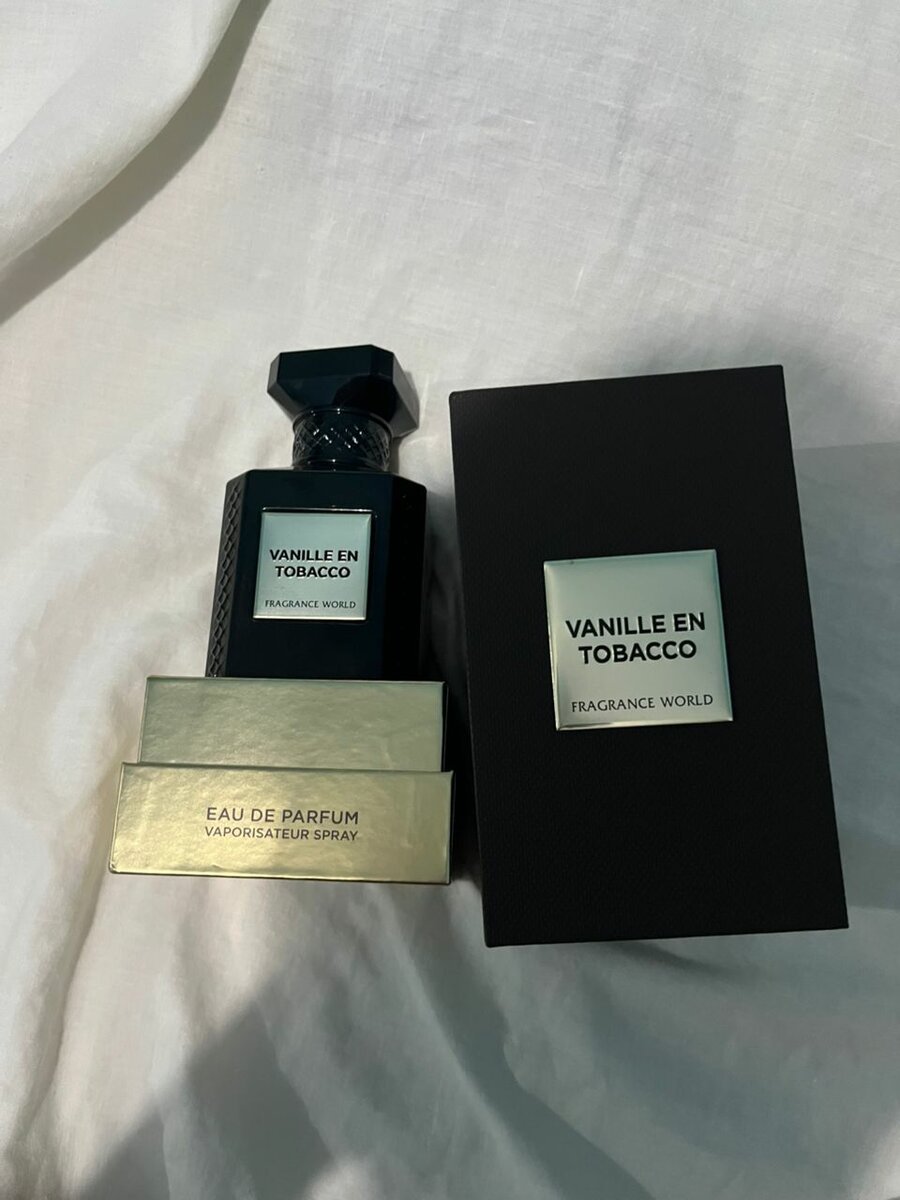 VANILLE EN
TOBACCO
FRAGRANCE WORLD
EAU DE PARFUM
VAPORISATEUR SPRAY
VANILLE EN
TOBACCO
FRAGRANCE WORLD